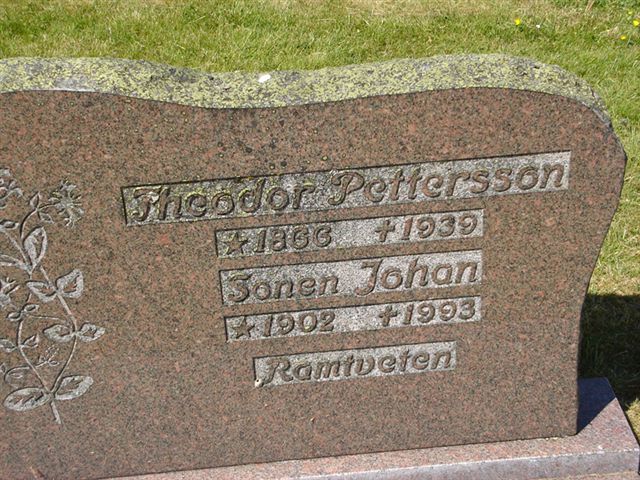 Theodor Pettersson
★1866 ✝1939
Sonen Johan
★1902 ✝1993
Ramtveten